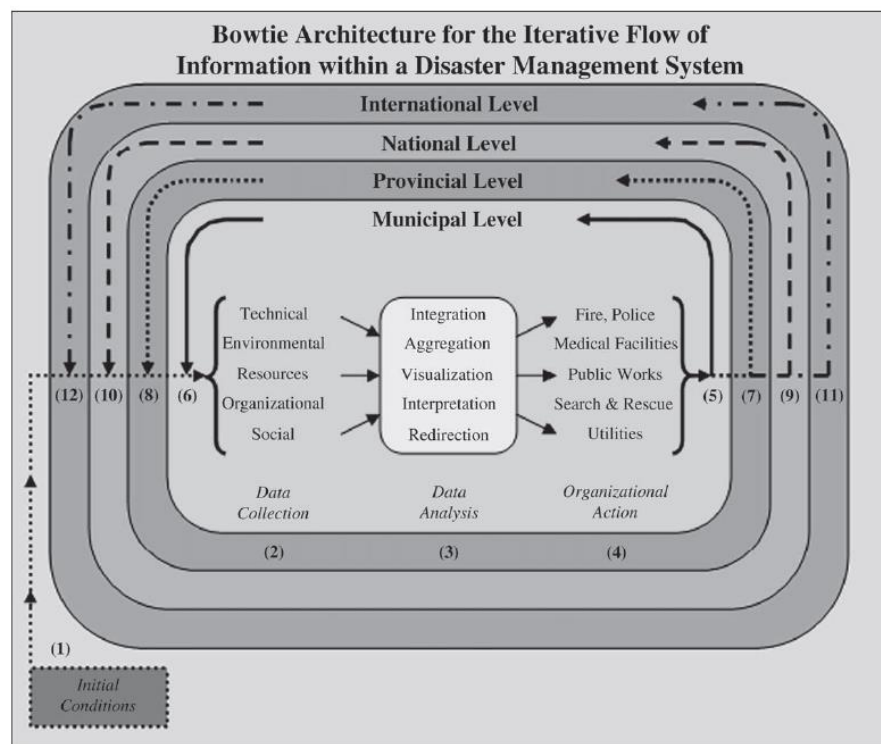 Bowtie Architecture for the Iterative Flow of
Information within a Disaster Management System
International Level
National Level
Provincial Level
Municipal Level
Technical
Environmental
Resources
Organizational
Social
Integration
Aggregation
Visualization
Interpretation
Redirection
Fire, Police
Medical Facilities
Public Works
Search & Rescue
Utilities
(12) (10) (8) (6) (5) (7) (9) (11)
Data
Collection
Data
Analysis
Organizational
Action
(2) (3) (4)
(1)
Initial
Conditions